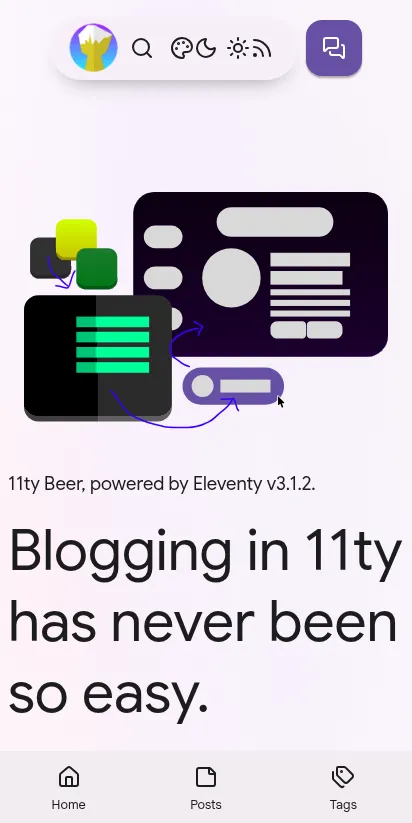 11ty Beer, powered by Eleventy v3.1.2.
Blogging in 11ty
has never been
so easy.
Home
Posts
Tags